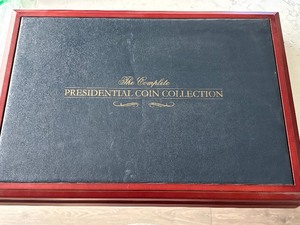 The Complete
PRESIDENTIAL COIN COLLECTION